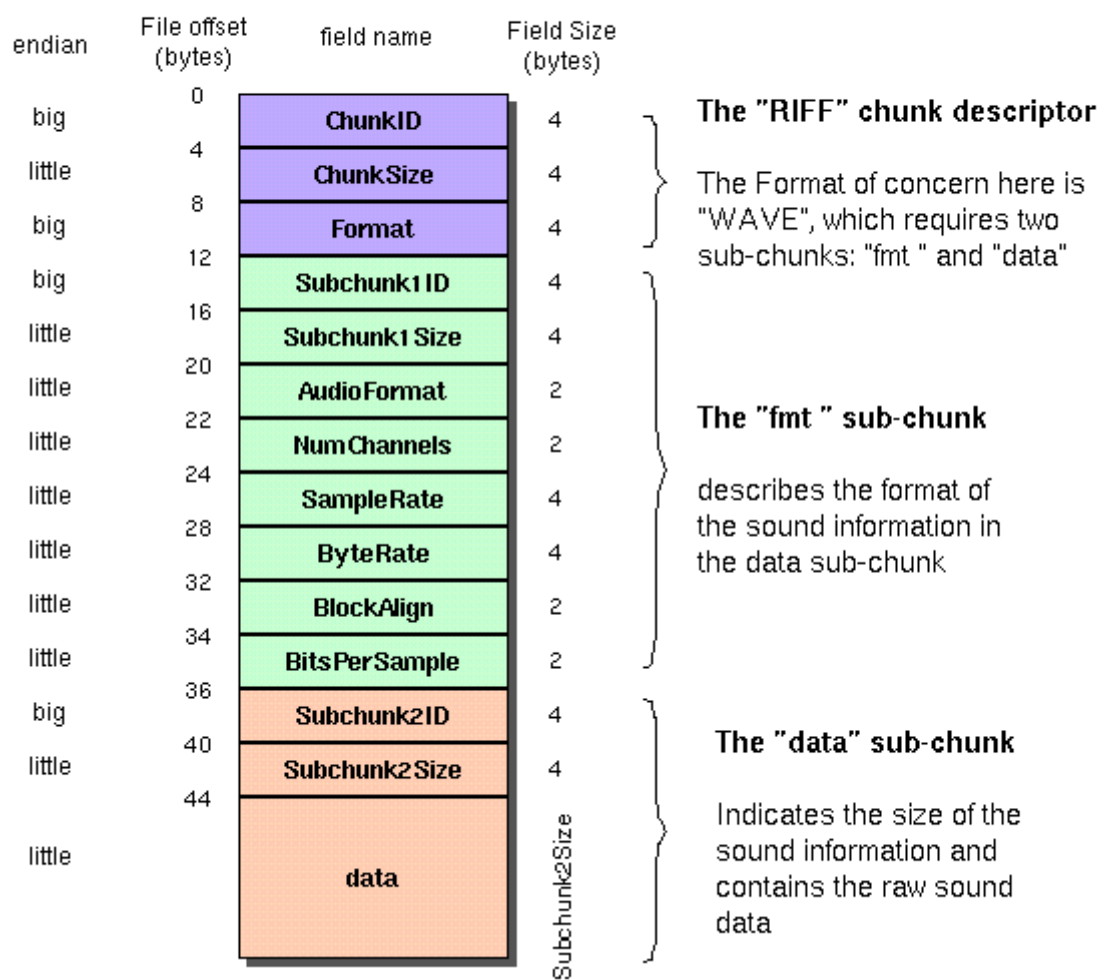 endian
File offset
(bytes)
field name
Field Size
(bytes)
0
big
ChunkID
4
4
little
ChunkSize
4
8
big
Format
4
12
big
Subchunk1ID
4
16
little
Subchunk1Size
4
20
little
AudioFormat
2
22
little
NumChannels
2
24
little
SampleRate
4
28
little
ByteRate
4
32
little
BlockAlign
2
34
little
BitsPerSample
2
36
big
Subchunk2ID
4
40
little
Subchunk2Size
4
44
little
data
Subchunk2Size
The "RIFF" chunk descriptor
The Format of concern here is
"WAVE", which requires two
sub-chunks: "fmt " and "data"
The "fmt " sub-chunk
describes the format of
the sound information in
the data sub-chunk
The "data" sub-chunk
Indicates the size of the
sound information and
contains the raw sound
data